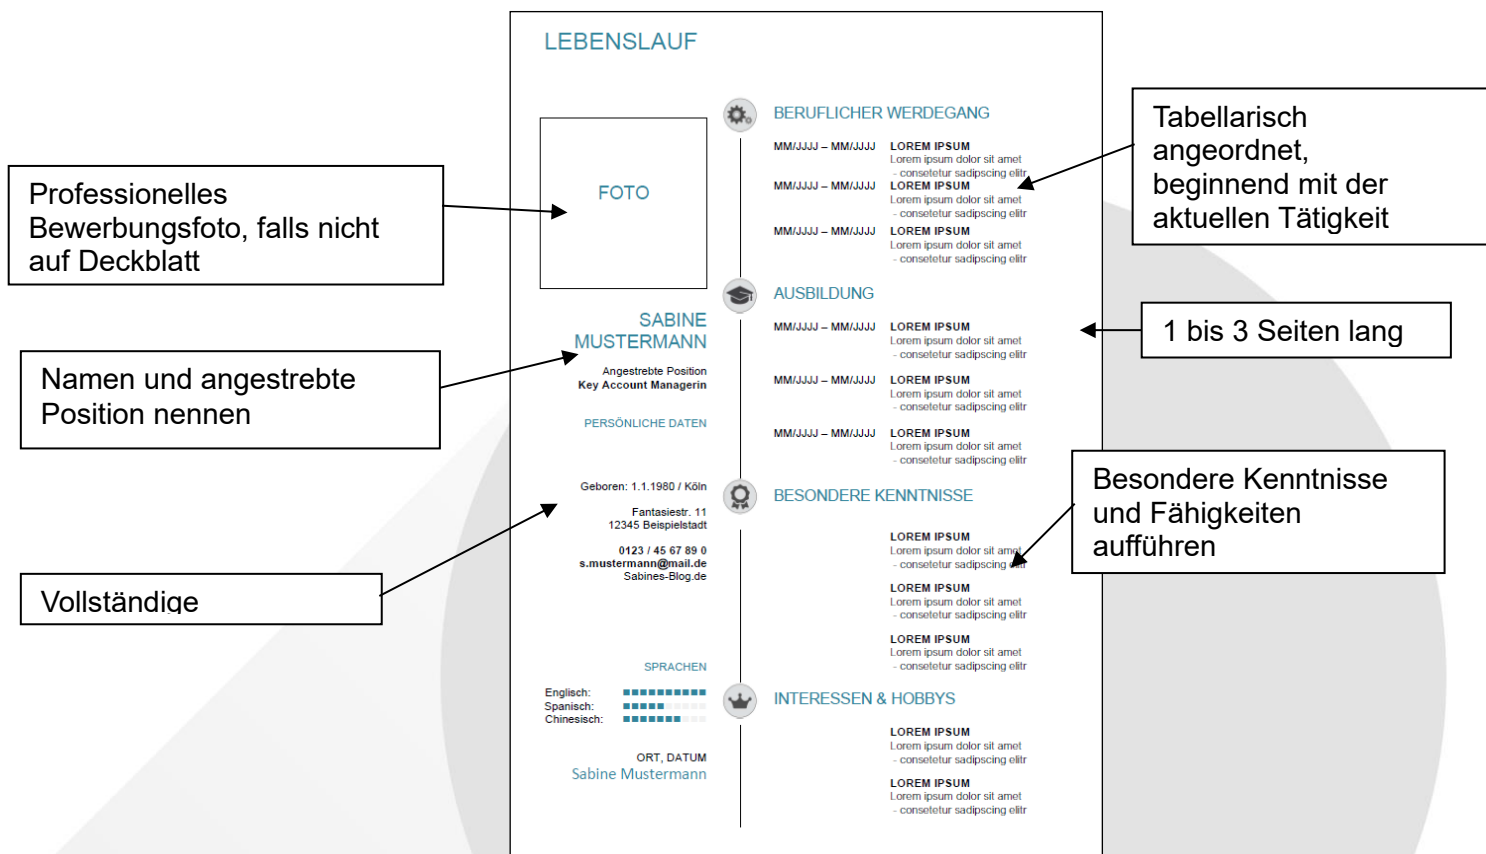 LEBENSLAUF
Professionelles
Bewerbungsfoto, falls nicht
auf Deckblatt
Namen und angestrebte
Position nennen
Vollständige
FOTO
SABINE
MUSTERMANN
Angestrebte Position
Key Account Managerin
PERSÖNLICHE DATEN
Geboren: 1.1.1980 / Köln
Fantasiestr. 11
12345 Beispielstadt
0123 / 45 67 89 0
s.mustermann@mail.de
Sabines-Blog.de
SPRACHEN
Englisch:
Spanisch:
Chinesisch:
ORT, DATUM
Sabine Mustermann
BERUFLICHER WERDEGANG
MM/JJJJ – MM/JJJJ LOREM IPSUM
Lorem ipsum dolor sit amet
- consetetur sadipscing elitr
MM/JJJJ – MM/JJJJ LOREM IPSUM
Lorem ipsum dolor sit amet
- consetetur sadipscing elitr
MM/JJJJ – MM/JJJJ LOREM IPSUM
Lorem ipsum dolor sit amet
- consetetur sadipscing elitr
AUSBILDUNG
MM/JJJJ – MM/JJJJ LOREM IPSUM
Lorem ipsum dolor sit amet
- consetetur sadipscing elitr
MM/JJJJ – MM/JJJJ LOREM IPSUM
Lorem ipsum dolor sit amet
- consetetur sadipscing elitr
MM/JJJJ – MM/JJJJ LOREM IPSUM
Lorem ipsum dolor sit amet
- consetetur sadipscing elitr
BESONDERE KENNTNISSE
LOREM IPSUM
Lorem ipsum dolor sit amet
- consetetur sadipscing elitr
LOREM IPSUM
Lorem ipsum dolor sit amet
- consetetur sadipscing elitr
LOREM IPSUM
Lorem ipsum dolor sit amet
- consetetur sadipscing elitr
INTERESSEN & HOBBYS
LOREM IPSUM
Lorem ipsum dolor sit amet
- consetetur sadipscing elitr
LOREM IPSUM
Lorem ipsum dolor sit amet
- consetetur sadipscing elitr
Tabellarisch
angeordnet,
beginnend mit der
aktuellen Tätigkeit
1 bis 3 Seiten lang
Besondere Kenntnisse
und Fähigkeiten
aufführen